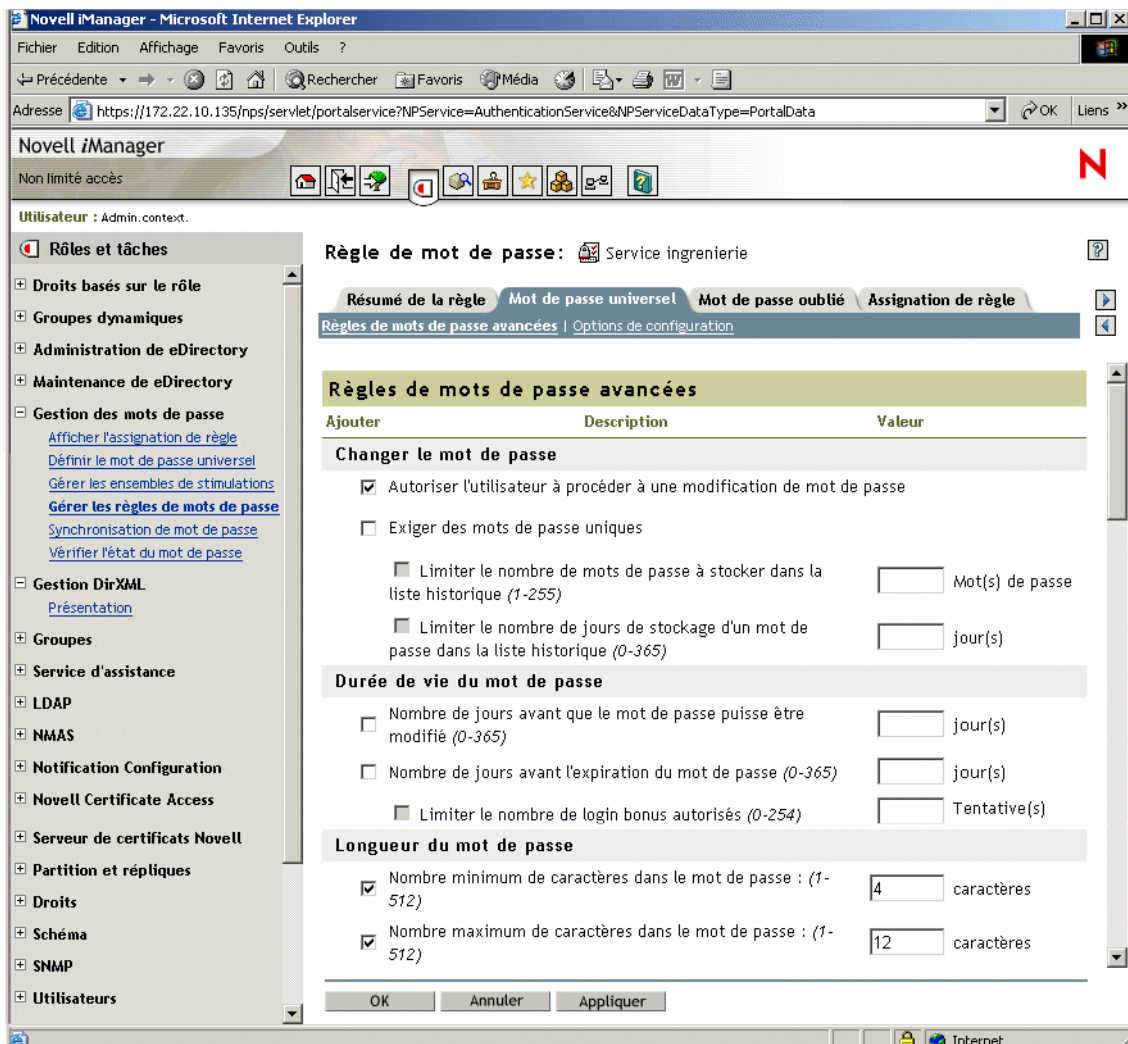 Novell iManager - Microsoft Internet Explorer
Fichier Edition Affichage Favoris Outils ?
Précédente Rechercher Favoris Média
Adresse https://172.22.10.135/nps/servlet/portalservice?NPService=AuthenticationService&NPServiceDataType=PortalData OK Liens »
Novell iManager
Non limité accès
N
Utilisateur : Admin.context.
Rôles et tâches
Droits basés sur le rôle
Groupes dynamiques
Administration de eDirectory
Maintenance de eDirectory
Gestion des mots de passe
Afficher l'assignation de règle
Définir le mot de passe universel
Gérer les ensembles de stimulations
Gérer les règles de mots de passe
Synchronisation de mot de passe
Vérifier l'état du mot de passe
Gestion DirXML
Présentation
Groupes
Service d'assistance
LDAP
NMAS
Notification Configuration
Novell Certificate Access
Serveur de certificats Novell
Partition et répliques
Droits
Schéma
SNMP
Utilisateurs
Règle de mot de passe: Service ingrenierie
Résumé de la règle Mot de passe universel Mot de passe oublié Assignation de règle
Règles de mots de passe avancées | Options de configuration
Règles de mots de passe avancées
Ajouter Description Valeur
Changer le mot de passe
Autoriser l'utilisateur à procéder à une modification de mot de passe
Exiger des mots de passe uniques
Limiter le nombre de mots de passe à stocker dans la
liste historique (1-255)
Mot(s) de passe
Limiter le nombre de jours de stockage d'un mot de
passe dans la liste historique (0-365)
jour(s)
Durée de vie du mot de passe
Nombre de jours avant que le mot de passe puisse être
modifié (0-365)
jour(s)
Nombre de jours avant l'expiration du mot de passe (0-365) jour(s)
Limiter le nombre de login bonus autorisés (0-254) Tentative(s)
Longueur du mot de passe
Nombre minimum de caractères dans le mot de passe : (1-
512)
4 caractères
Nombre maximum de caractères dans le mot de passe : (1-
512)
12 caractères
OK Annuler Appliquer
Internet